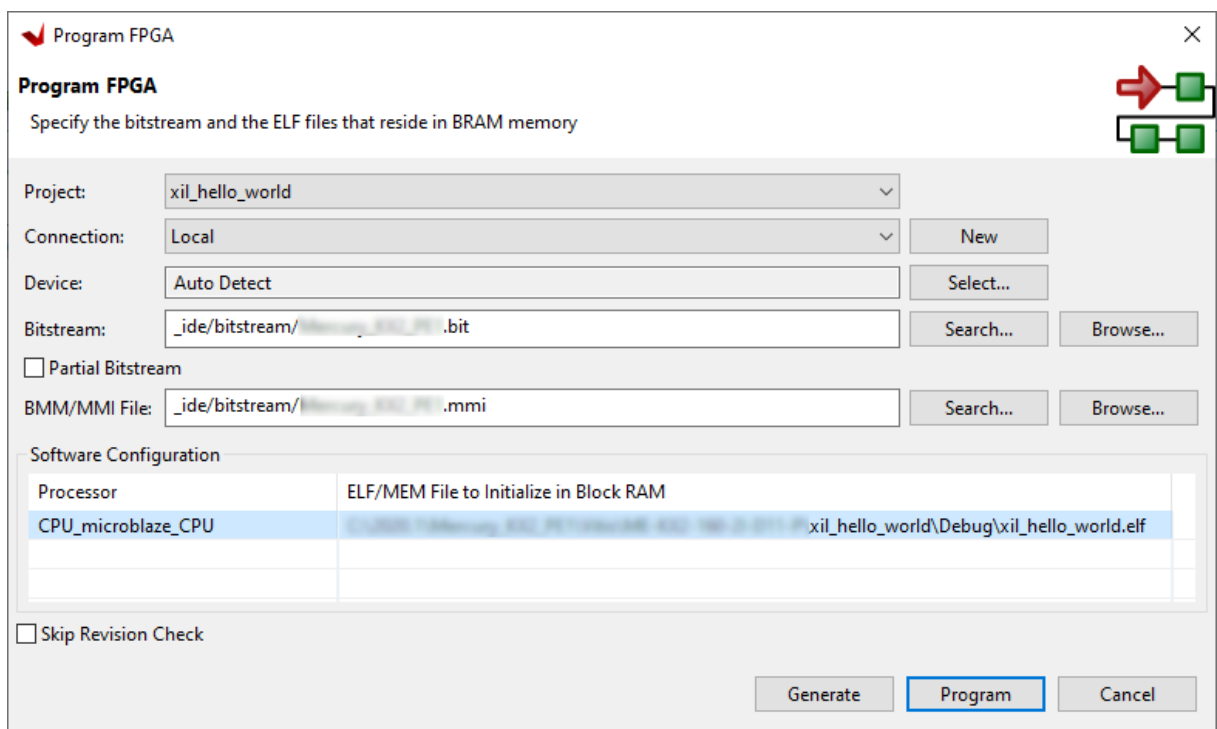 Program FPGA
Program FPGA
Specify the bitstream and the ELF files that reside in BRAM memory
Project: xil_hello_world
Connection: Local New
Device: Auto Detect Select...
Bitstream: _ide/bitstream/ .bit Search... Browse...
Partial Bitstream
BMM/MMI File: _ide/bitstream/ .mmi Search... Browse...
Software Configuration
Processor ELF/MEM File to Initialize in Block RAM
CPU_microblaze_CPU xil_hello_world\Debug\xil_hello_world.elf
Skip Revision Check
Generate Program Cancel